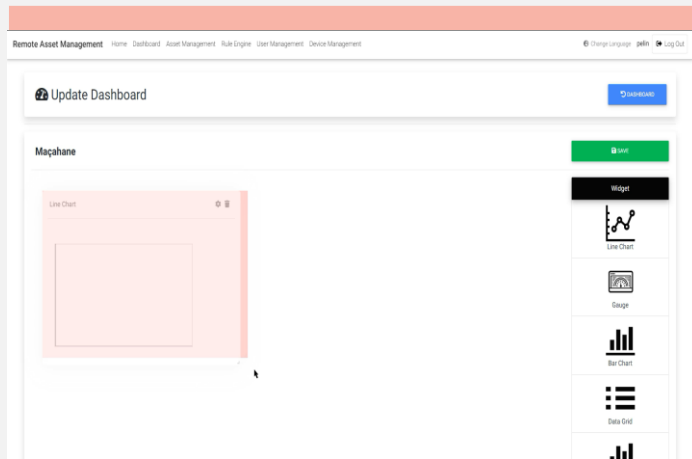 Remote Asset Management Home Dashboard Asset Management Rule Engine User Management Device Management Change Language pelin Log Out
Update Dashboard DASHBOARD
Maçahane SAVE
Widget
Line Chart
Line Chart
Gauge
Bar Chart
Data Grid